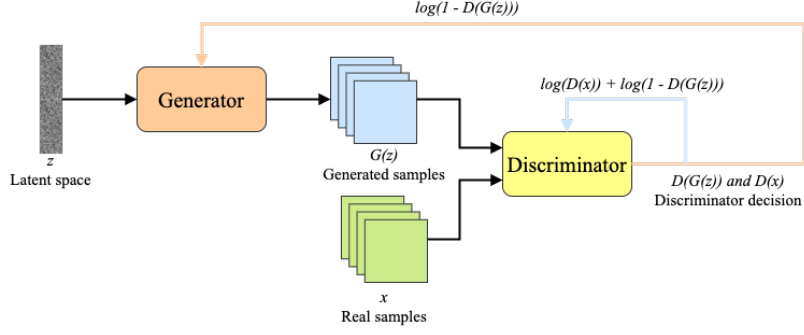 log(1 - D(G(z)))
Generator
z
Latent space
G(z)
Generated samples
log(D(x)) + log(1 - D(G(z)))
Discriminator
D(G(z)) and D(x)
Discriminator decision
x
Real samples